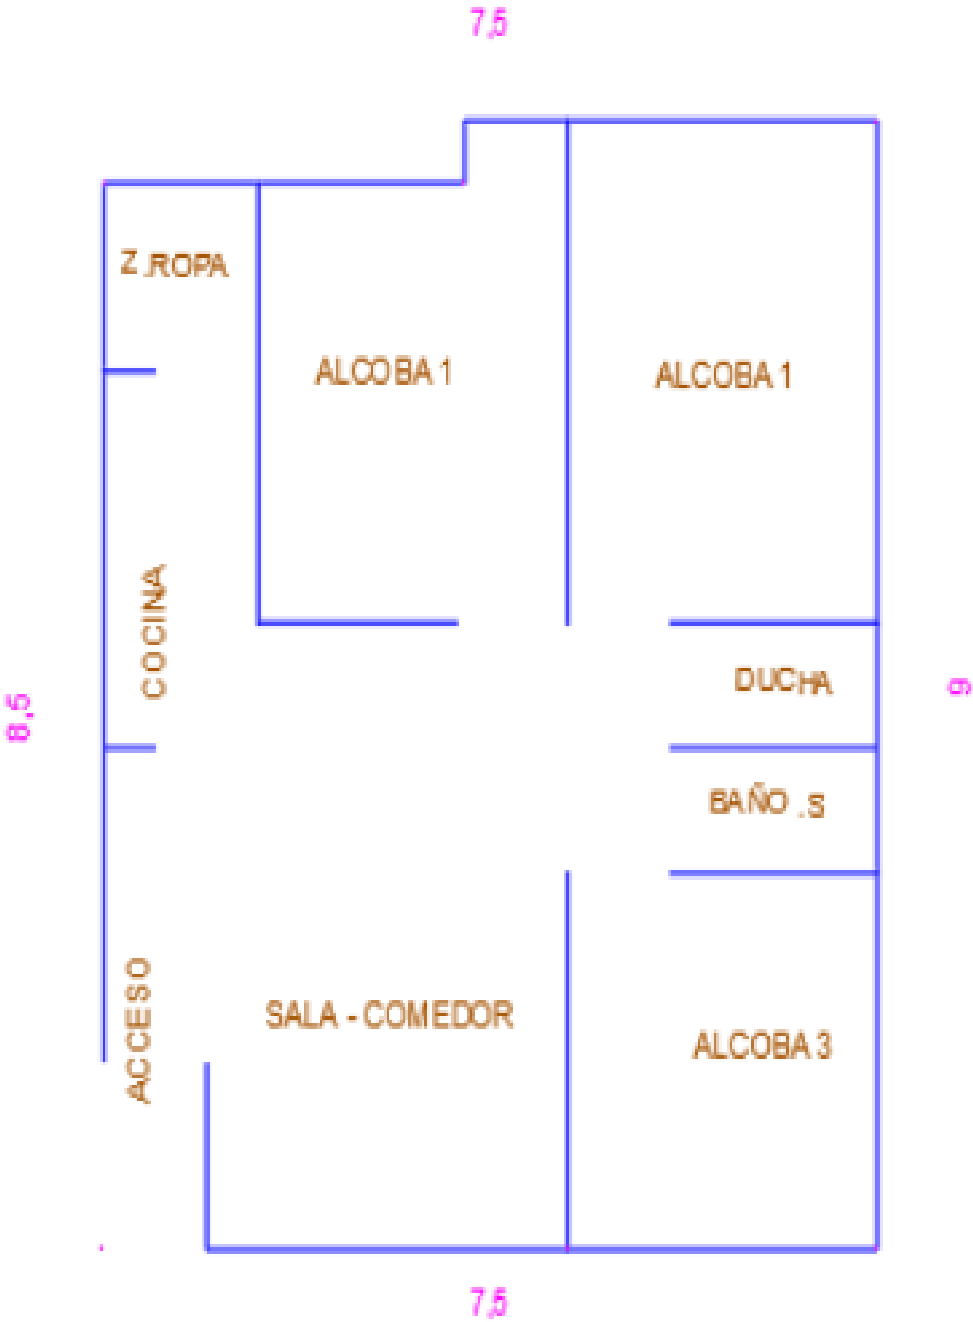 7,5
Z.ROPA
ALCOBA 1
ALCOBA 1
COCINA
DUCHA
8,5
9
BAÑO.S
ACCESO
SALA - COMEDOR
ALCOBA 3
7,5